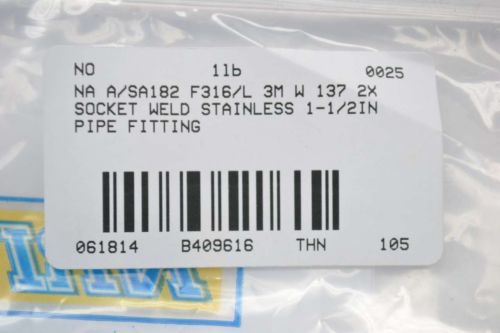 NO 1lb 0025
NA A/SA182 F316/L 3M W 137 2X
SOCKET WELD STAINLESS 1-1/2IN
PIPE FITTING
061814 B409616 THN 105